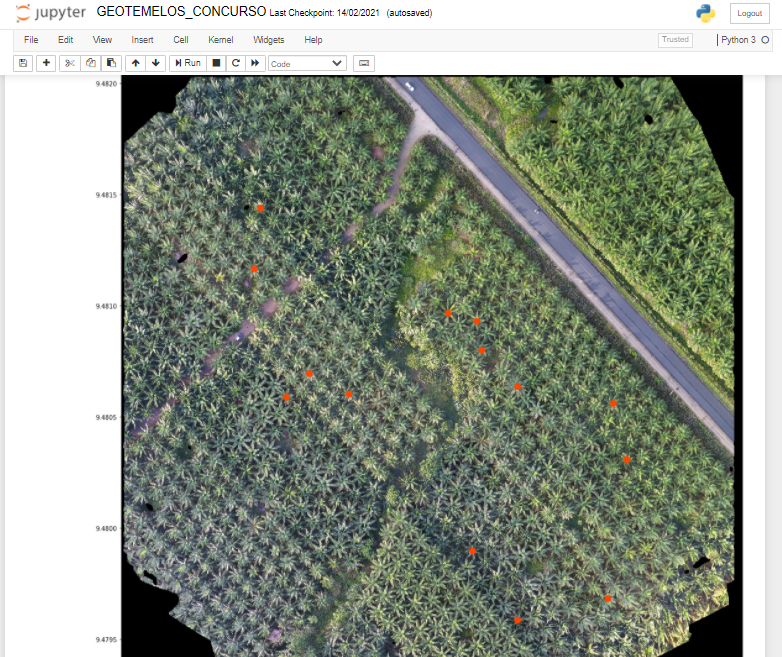 jupyter GEOTEMELOS_CONCURSO Last Checkpoint: 14/02/2021 (autosaved)
Logout
File Edit View Insert Cell Kernel Widgets Help
Trusted
Python 3
Run
Code
9.4820
9.4815
9.4810
9.4805
9.4800
9.4795